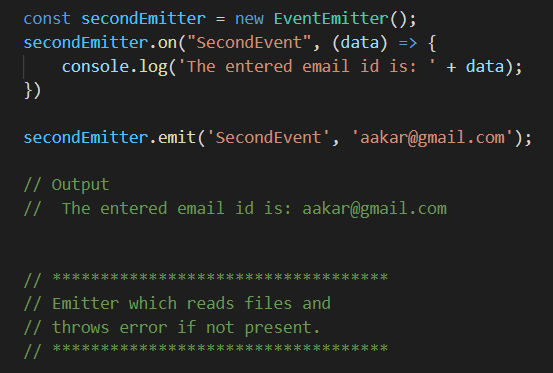 const secondEmitter = new EventEmitter();
secondEmitter.on("SecondEvent", (data) => {
    console.log('The entered email id is: ' + data);
})
secondEmitter.emit('SecondEvent', 'aakar@gmail.com');
// Output
//  The entered email id is: aakar@gmail.com
// ***********************************
// Emitter which reads files and
// throws error if not present.
// ***********************************